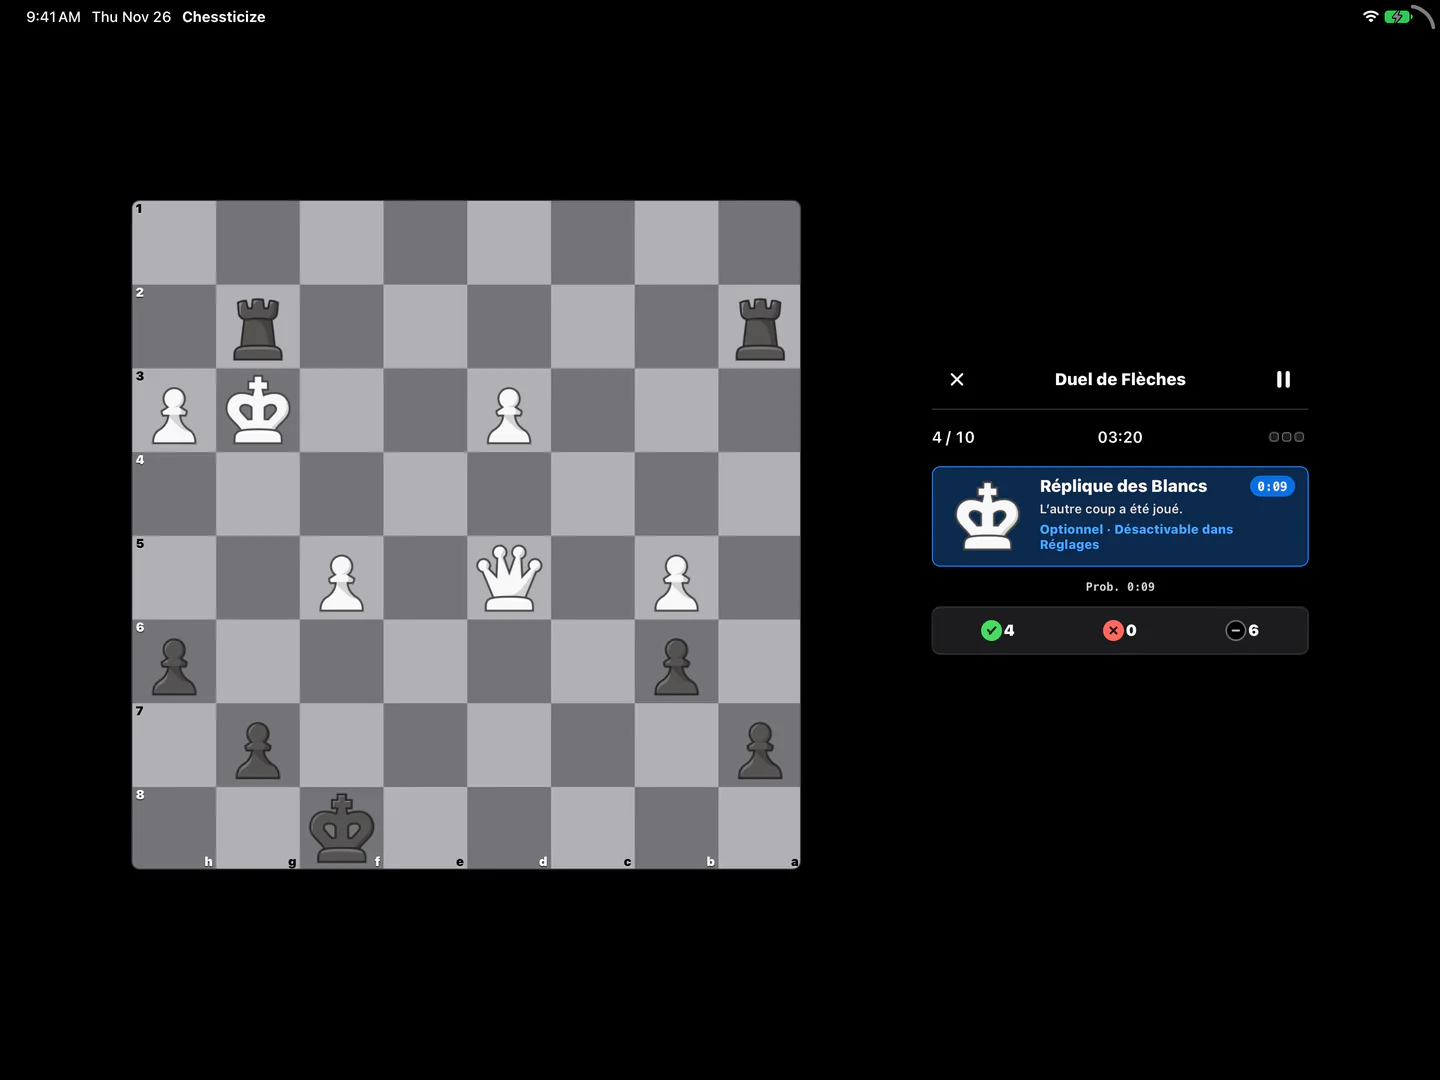 9:41 AM Thu Nov 26 Chessticize
1
2
3
4
5
6
7
8
h g f e d c b a
Duel de Flèches
4 / 10 03:20
Réplique des Blancs 0:09
L’autre coup a été joué.
Optionnel · Désactivable dans
Réglages
Prob. 0:09
4 0 6